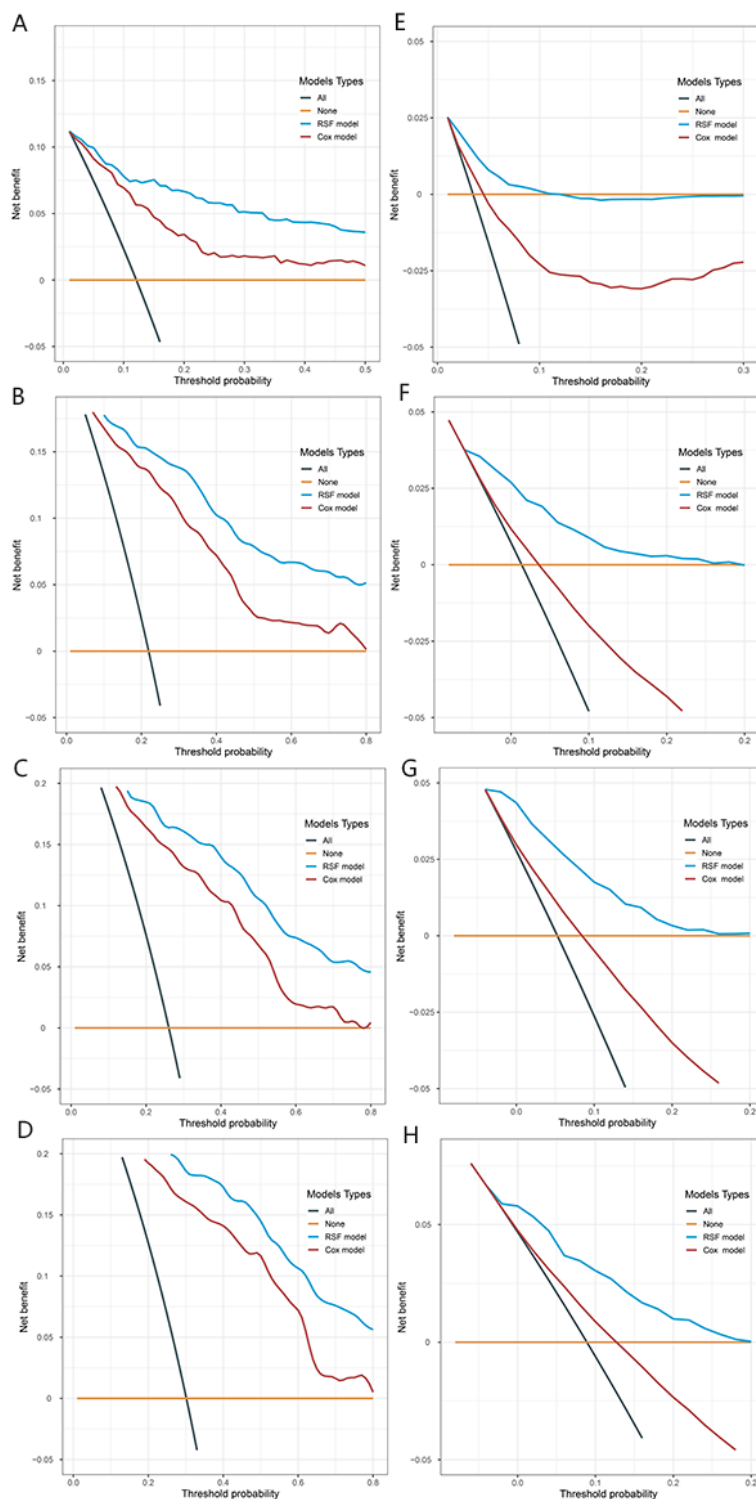 A
0.15
0.10
0.05
0
−0.05
Net benefit
Models Types
All
None
RSF model
Cox model
0.0 0.1 0.2 0.3 0.4 0.5
Threshold probability
B
0.15
0.1
0.05
0
−0.05
Net benefit
Models Types
All
None
RSF model
Cox model
0.0 0.2 0.4 0.6 0.8
Threshold probability
C
0.2
0.15
0.1
0.05
0
−0.05
Net benefit
Models Types
All
None
RSF model
Cox model
0.0 0.2 0.4 0.6 0.8
Threshold probability
D
0.2
0.15
0.1
0.05
0
−0.05
Net benefit
Models Types
All
None
RSF model
Cox model
0.0 0.2 0.4 0.6 0.8
Threshold probability
E
0.05
0.025
0
−0.025
−0.05
Net benefit
Models Types
All
None
RSF model
Cox model
0.0 0.1 0.2 0.3
Threshold probability
F
0.05
0.025
0
−0.025
−0.05
Net benefit
Models Types
All
None
RSF model
Cox model
0.0 0.1 0.2 0.2
Threshold probability
G
0.05
0.025
0
−0.025
−0.05
Net benefit
Models Types
All
None
RSF model
Cox model
0.0 0.1 0.2 0.2
Threshold probability
H
0.05
0
−0.05
Net benefit
Models Types
All
None
RSF model
Cox model
0.0 0.1 0.2 0.2
Threshold probability